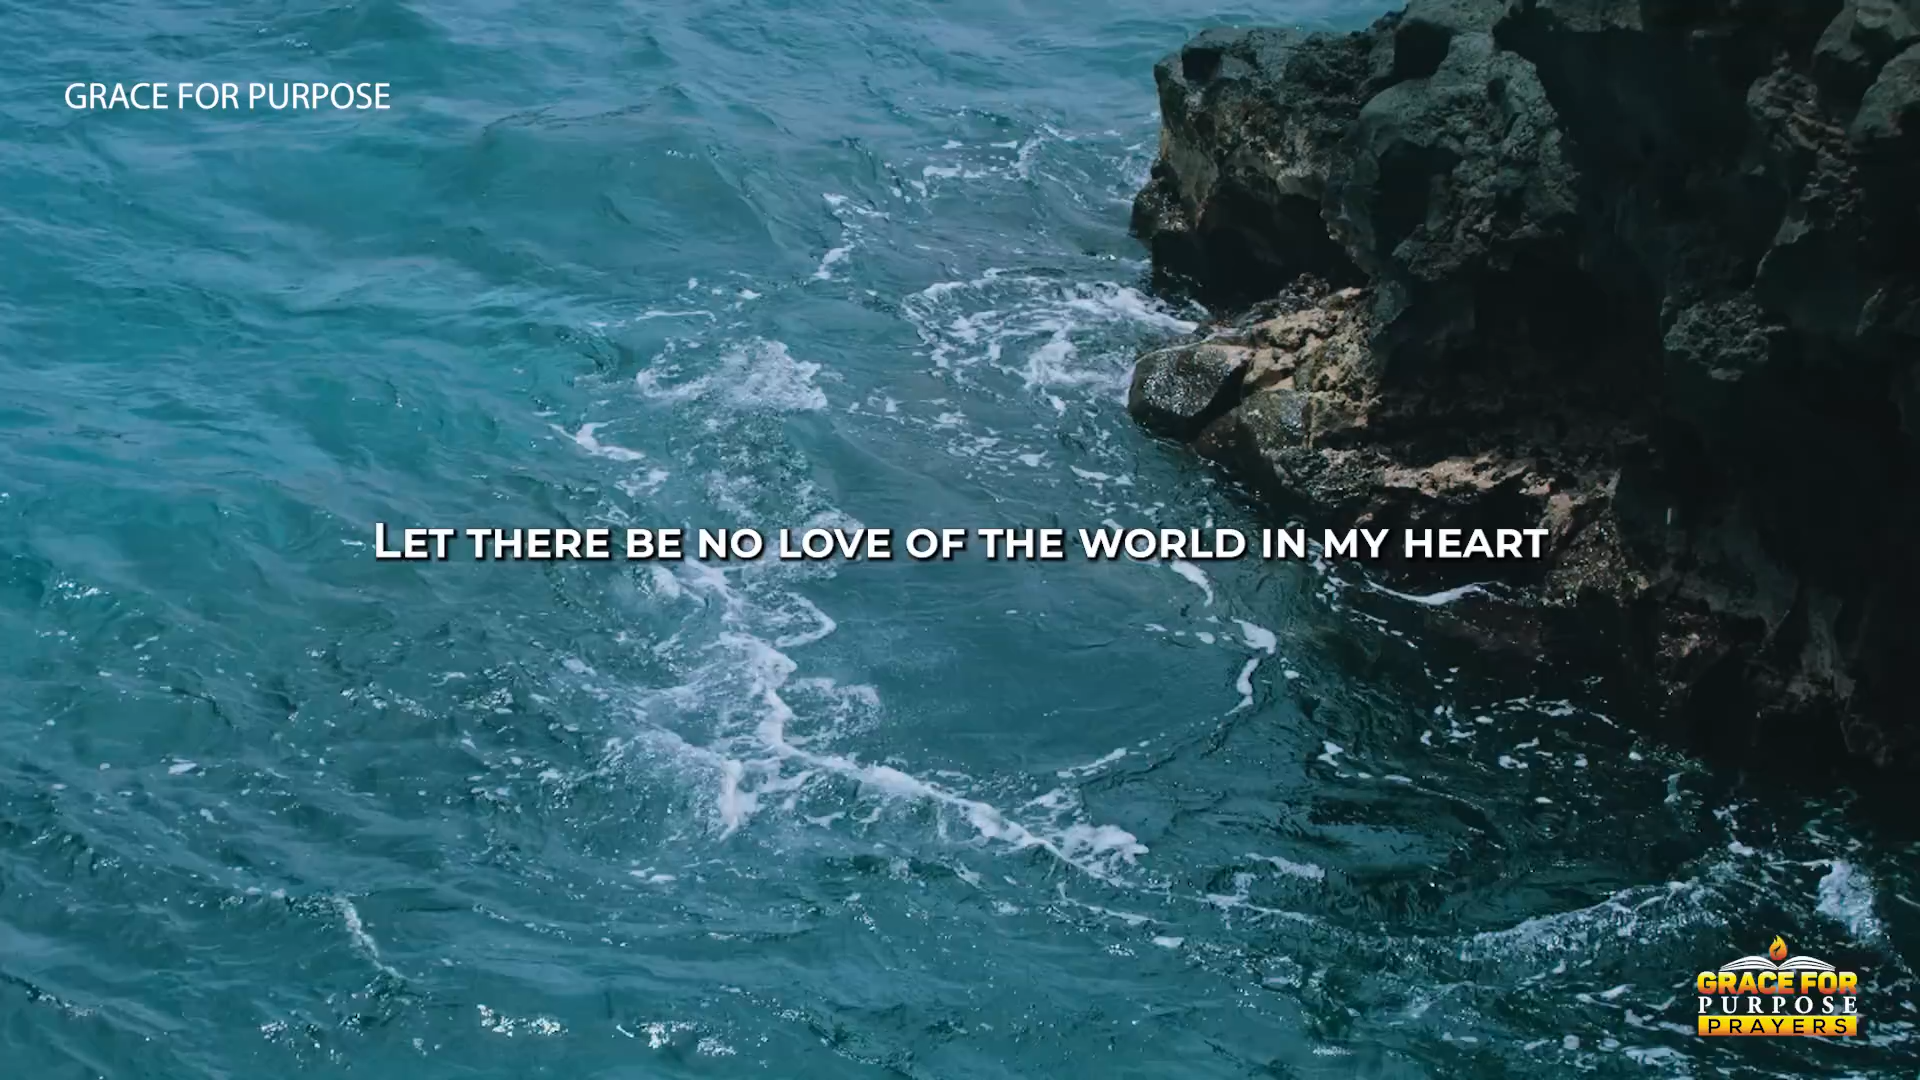 GRACE FOR PURPOSE
LET THERE BE NO LOVE OF THE WORLD IN MY HEART
GRACE FOR
PURPOSE
PRAYERS